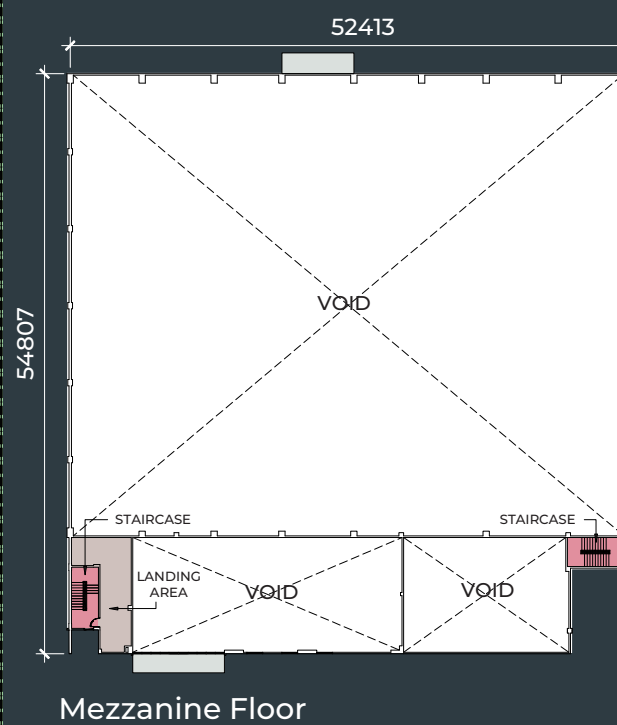 52413
54807
VOID
STAIRCASE
STAIRCASE
LANDING
AREA
VOID
VOID
Mezzanine Floor